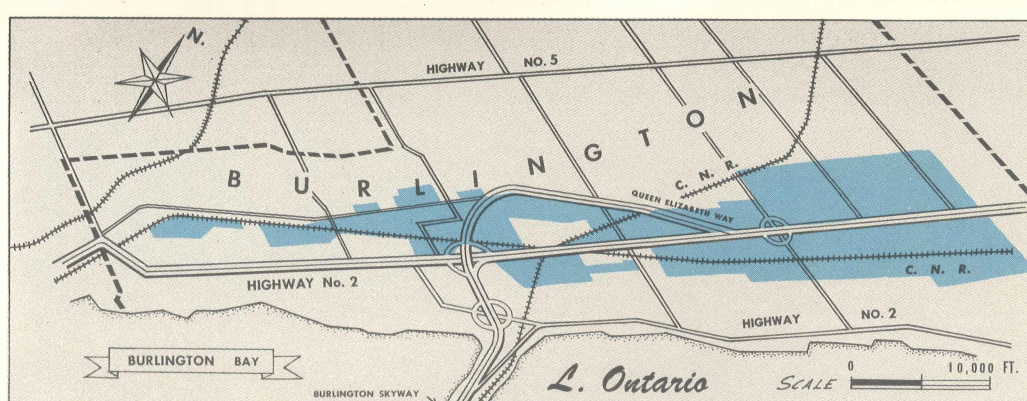 N.
HIGHWAY NO. 5
BURLINGTON
C. N. R.
QUEEN ELIZABETH WAY
C. N. R.
HIGHWAY No. 2
HIGHWAY NO. 2
BURLINGTON BAY
L. Ontario
SCALE 0 10,000 FT.
BURLINGTON SKYWAY